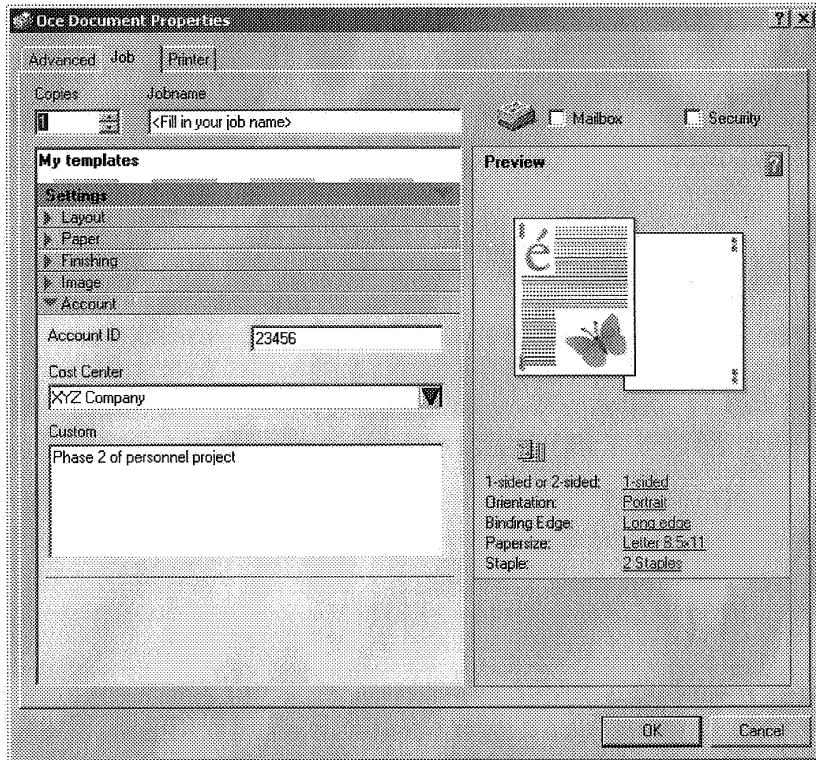 Oce Document Properties
Advanced Job Printer
Copies Jobname
1 <Fill in your job name> Mailbox Security
My templates
Settings
Layout
Paper
Finishing
Image
Account
Account ID 23456
Cost Center
XYZ Company
Custom
Phase 2 of personnel project
Preview
é
1-sided or 2-sided: 1-sided
Orientation: Portrait
Binding Edge: Long edge
Papersize: Letter 8.5x11
Staple: 2 Staples
OK Cancel